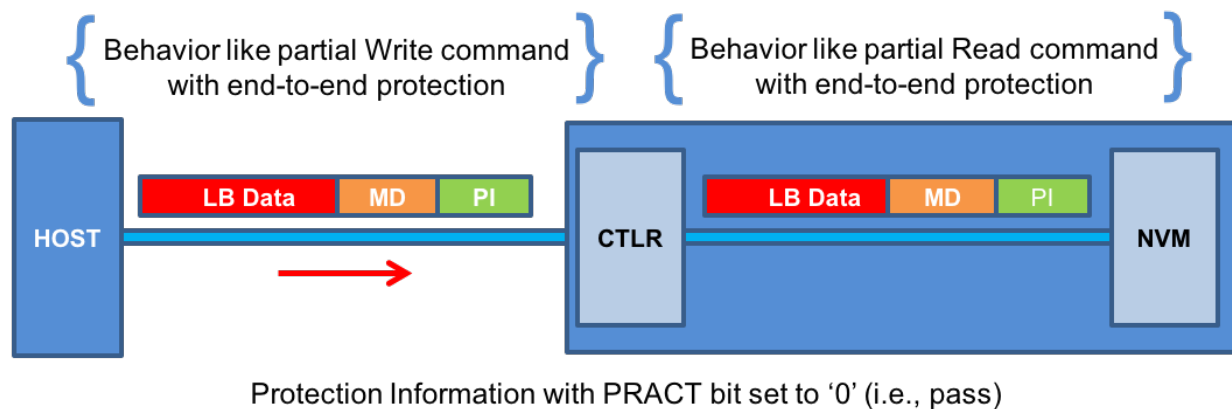 Behavior like partial Write command
with end-to-end protection
Behavior like partial Read command
with end-to-end protection
HOST
LB Data
MD
PI
CTLR
LB Data
MD
PI
NVM
Protection Information with PRACT bit set to ‘0’ (i.e., pass)